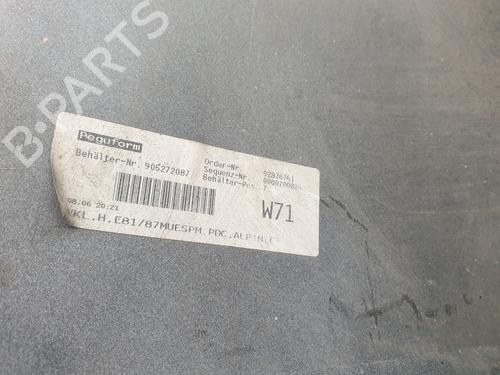 B-PARTS
Peguform
Behälter-Nr. 905272087
Order-Nr.
Sequenz-Nr
Behälter-Pos. 7
W71
08.06 20:21
VKL.H.E81/87MUESPM.PDC.ALPIN.